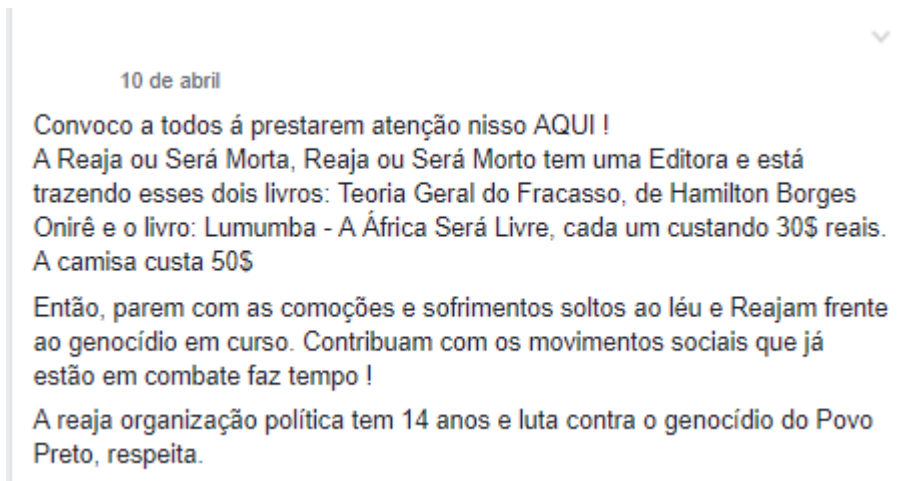 10 de abril
Convoco a todos á prestarem atenção nisso AQUI !
A Reaja ou Será Morta, Reaja ou Será Morto tem uma Editora e está
trazendo esses dois livros: Teoria Geral do Fracasso, de Hamilton Borges
Onirê e o livro: Lumumba - A África Será Livre, cada um custando 30$ reais.
A camisa custa 50$
Então, parem com as comoções e sofrimentos soltos ao léu e Reajam frente
ao genocídio em curso. Contribuam com os movimentos sociais que já
estão em combate faz tempo !
A reaja organização política tem 14 anos e luta contra o genocídio do Povo
Preto, respeita.